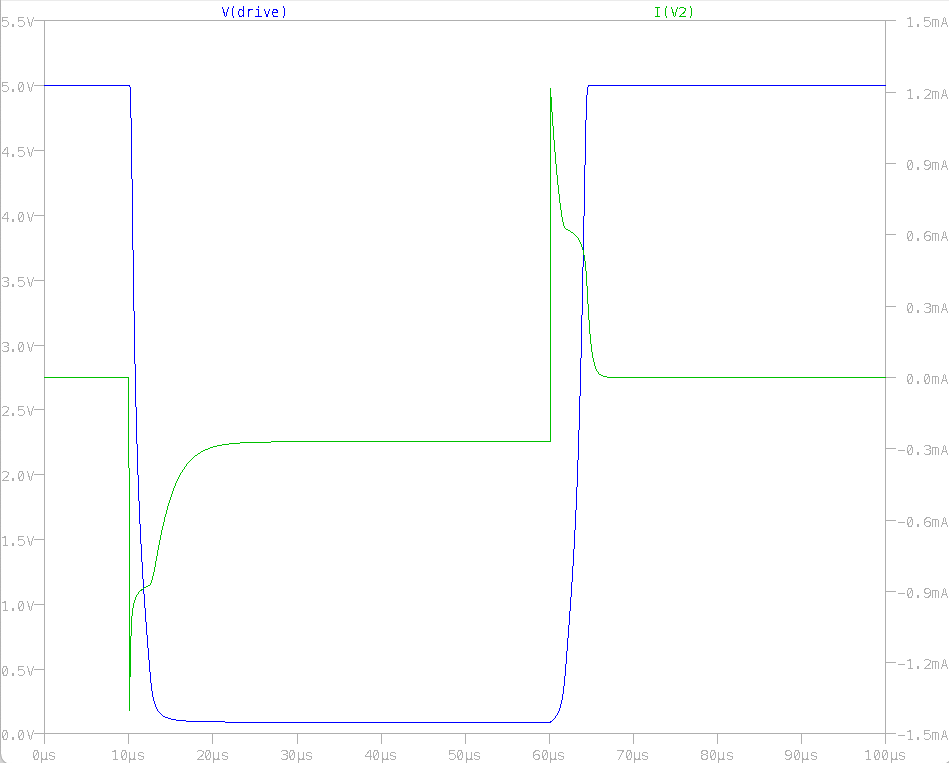 V(drive) I(V2)
5.5V 1.5mA
5.0V 1.2mA
4.5V 0.9mA
4.0V 0.6mA
3.5V 0.3mA
3.0V 0.0mA
2.5V -0.3mA
2.0V -0.6mA
1.5V -0.9mA
1.0V -1.2mA
0.5V -1.5mA
0.0V
0µs 10µs 20µs 30µs 40µs 50µs 60µs 70µs 80µs 90µs 100µs